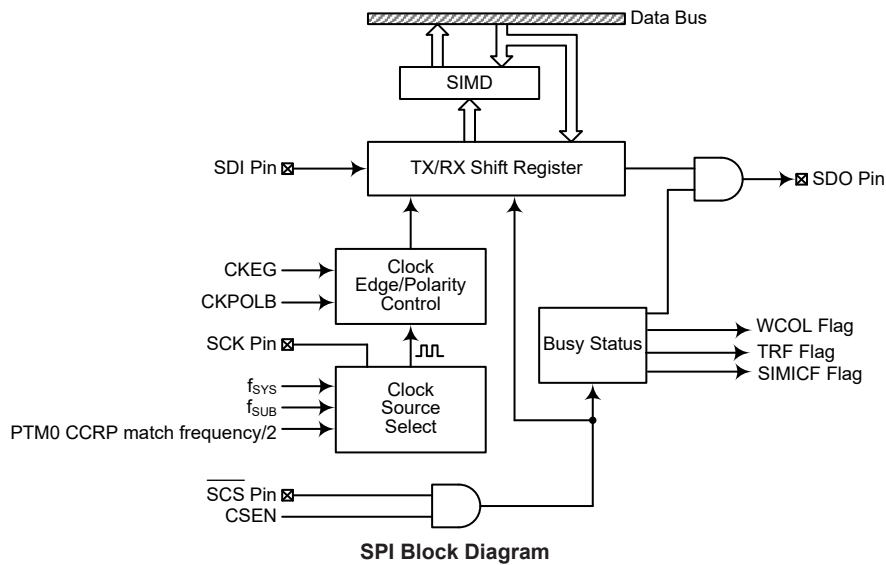 Data Bus
SIMD
SDI Pin
TX/RX Shift Register
SDO Pin
CKEG
CKPOLB
Clock
Edge/Polarity
Control
SCK Pin
Busy Status
WCOL Flag
TRF Flag
SIMICF Flag
fSYS
fSUB
PTM0 CCRP match frequency/2
Clock
Source
Select
SCS Pin
CSEN
SPI Block Diagram